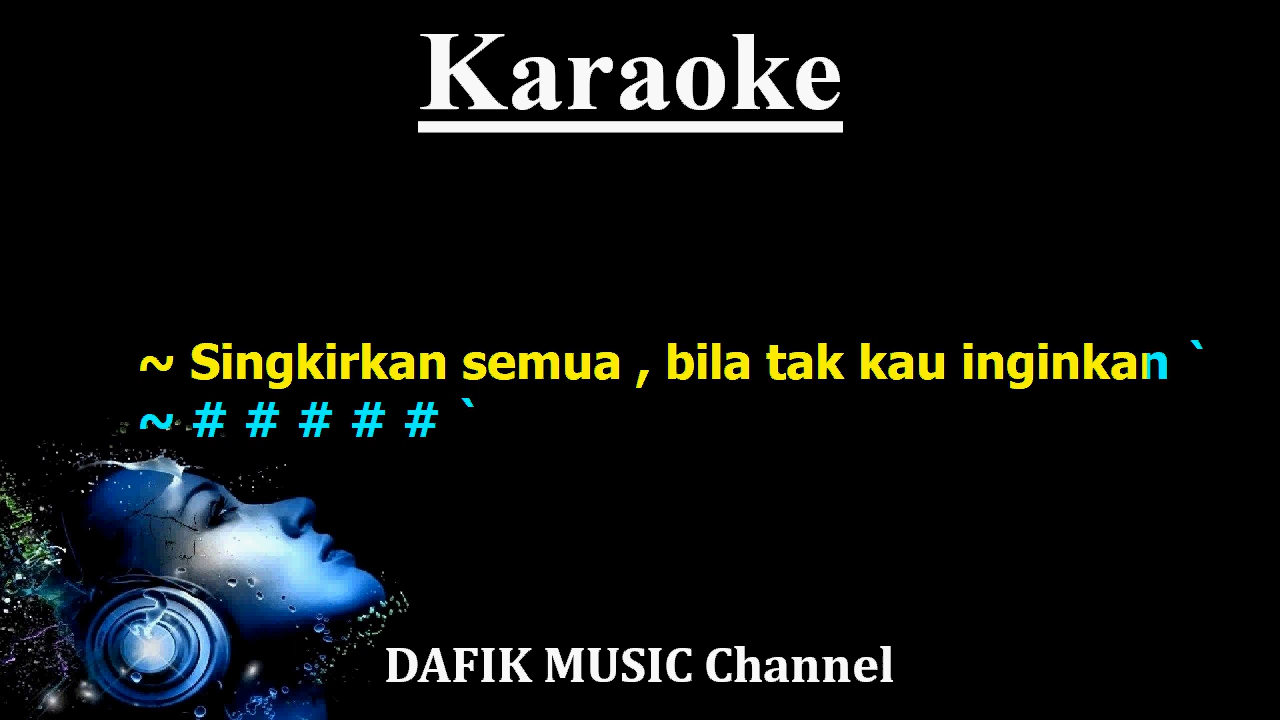 Karaoke
~ Singkirkan semua , bila tak kau inginkan `
~ # # # # # `
DAFIK MUSIC Channel